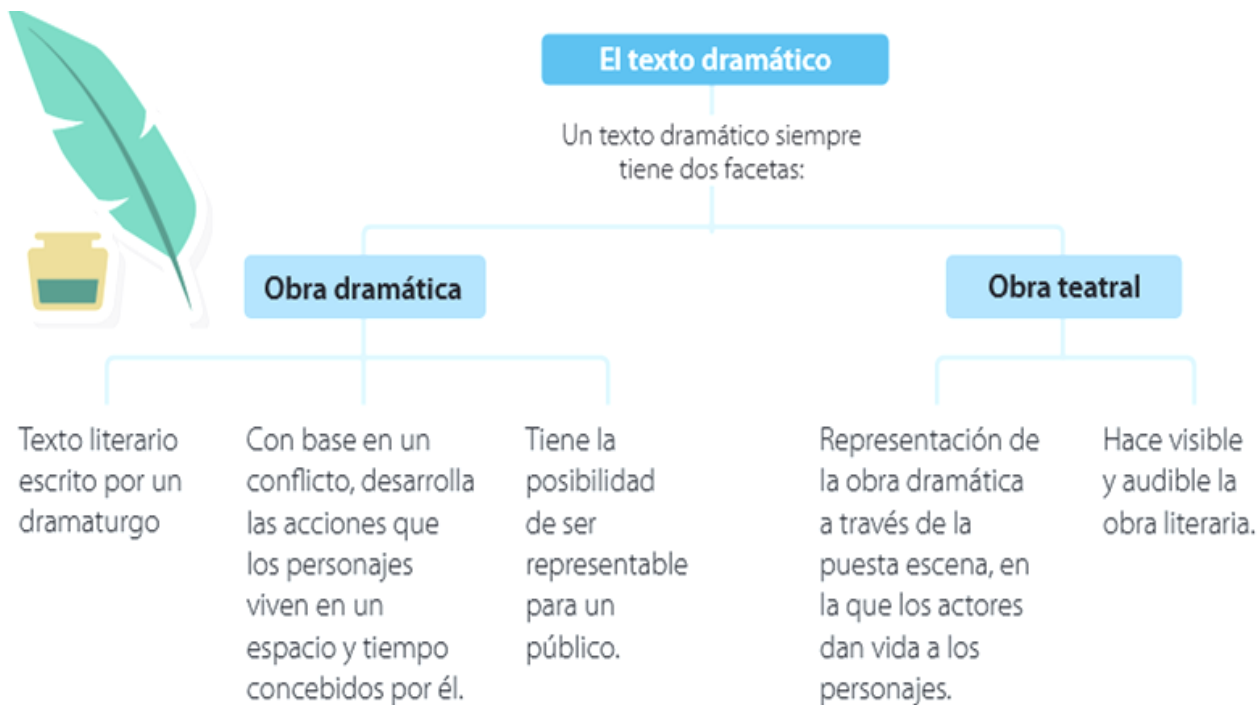 El texto dramático
Un texto dramático siempre
tiene dos facetas:
Obra dramática
Obra teatral
Texto literario
escrito por un
dramaturgo
Con base en un
conflicto, desarrolla
las acciones que
los personajes
viven en un
espacio y tiempo
concebidos por él.
Tiene la
posibilidad
de ser
representable
para un
público.
Representación de
la obra dramática
a través de la
puesta escena, en
la que los actores
dan vida a los
personajes.
Hace visible
y audible la
obra literaria.